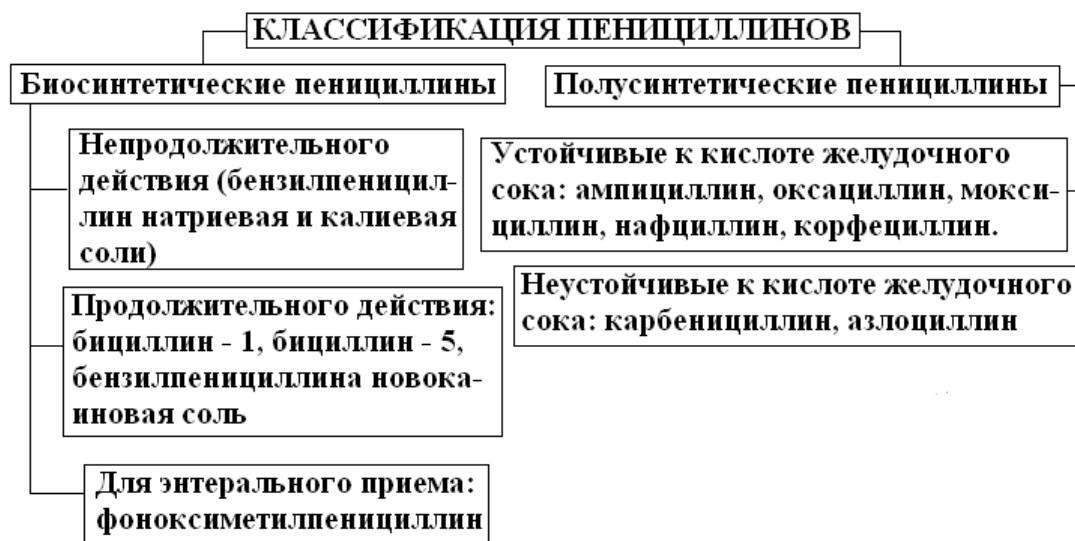 КЛАССИФИКАЦИЯ ПЕНИЦИЛЛИНОВ
Биосинтетические пенициллины
Непродолжительного
действия (бензилпеницил-
лин натриевая и калиевая
соли)
Продолжительного действия:
бициллин - 1, бициллин - 5,
бензилпенициллина новока-
иновая соль
Для энтерального приема:
фоноксиметилпенициллин
Полусинтетические пенициллины
Устойчивые к кислоте желудочного
сока: ампициллин, оксациллин, мокси-
циллин, нафциллин, корфециллин.
Неустойчивые к кислоте желудочного
сока: карбенициллин, азлоциллин